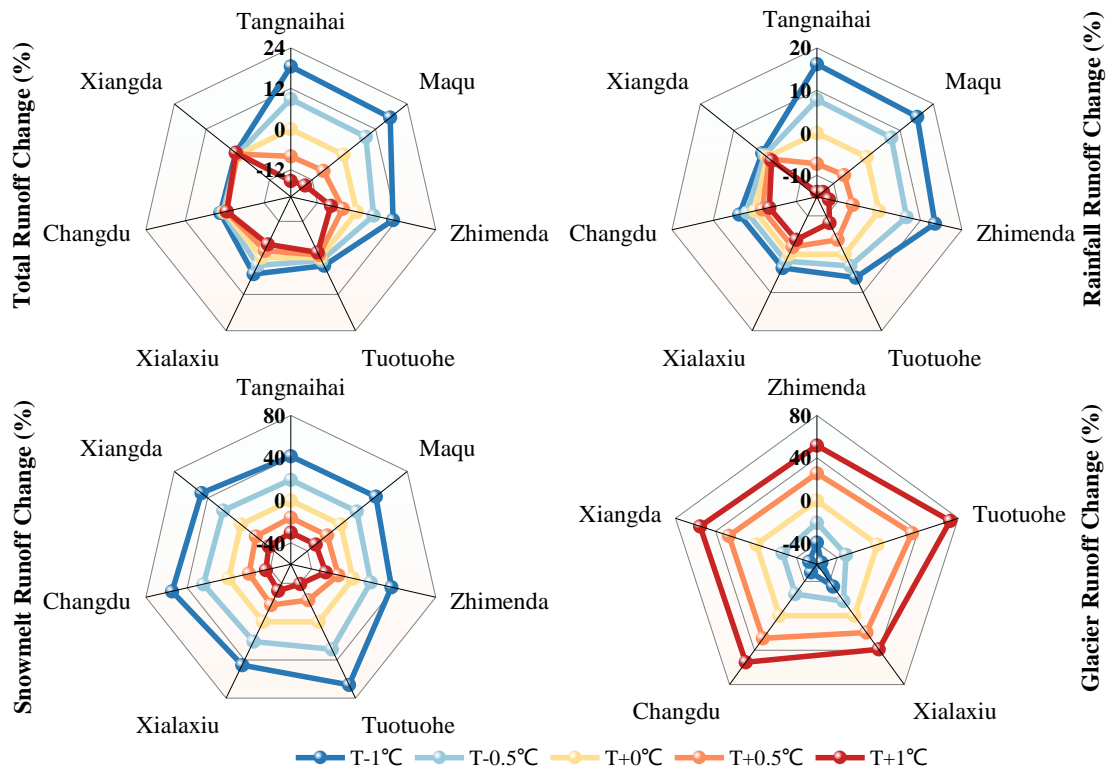 Total Runoff Change (%)
Tangnaihai
Maqu
Zhimenda
Tuotuohe
Xialaxiu
Changdu
Xiangda
24
12
0
-12
Rainfall Runoff Change (%)
Tangnaihai
Maqu
Zhimenda
Tuotuohe
Xialaxiu
Changdu
Xiangda
20
10
0
-10
Snowmelt Runoff Change (%)
Tangnaihai
Maqu
Zhimenda
Tuotuohe
Xialaxiu
Changdu
Xiangda
80
40
0
-40
Glacier Runoff Change (%)
Zhimenda
Tuotuohe
Xialaxiu
Changdu
Xiangda
80
40
0
-40
T-1℃ T-0.5℃ T+0℃ T+0.5℃ T+1℃